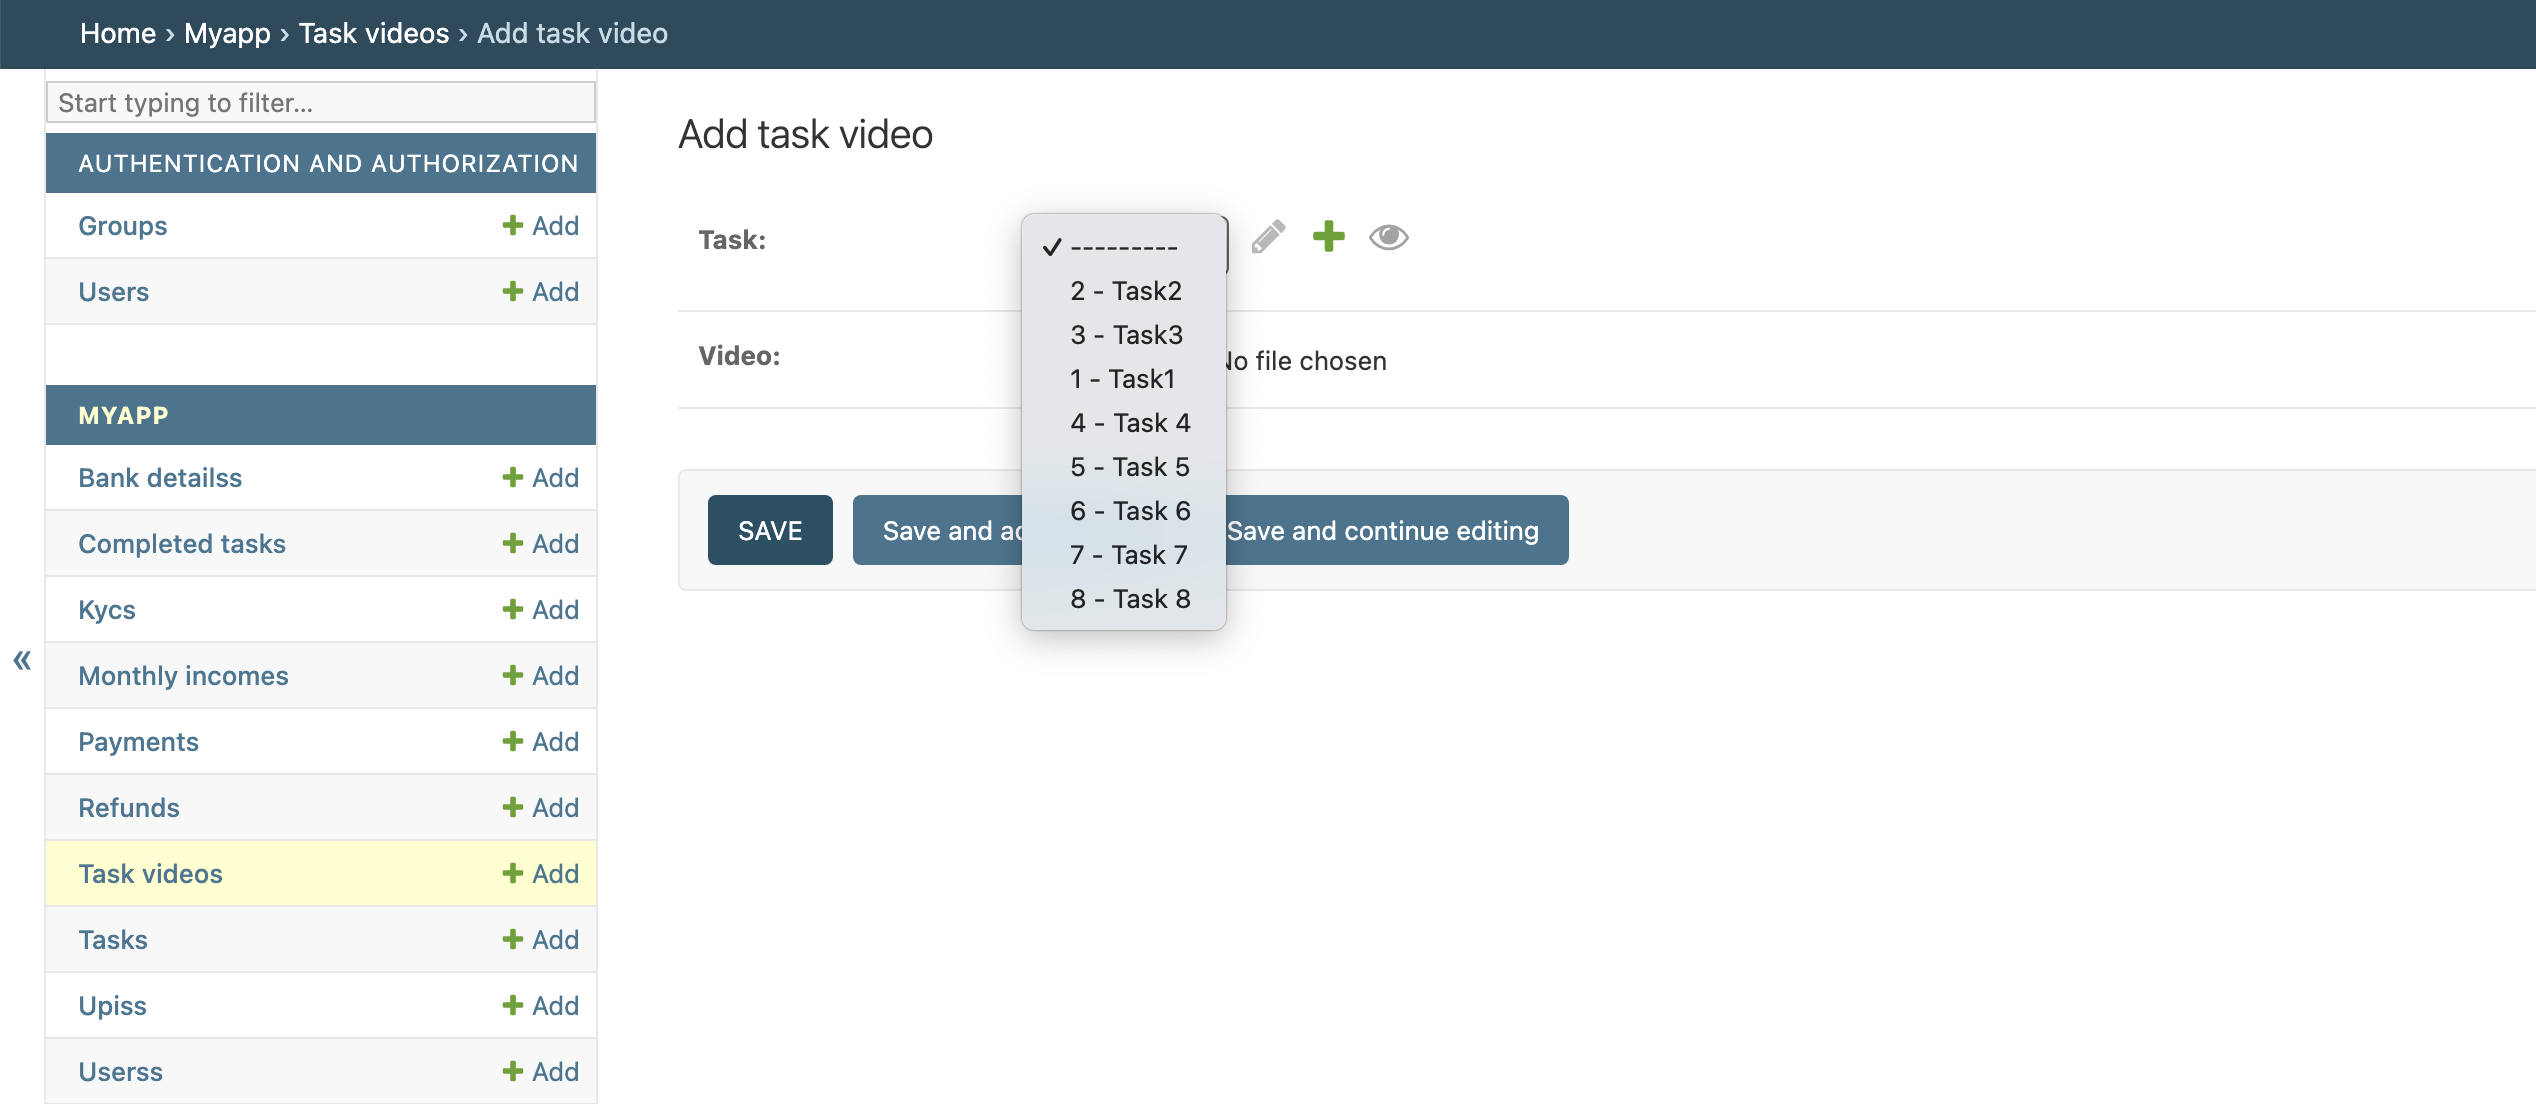 Home › Myapp › Task videos › Add task video
Start typing to filter...
AUTHENTICATION AND AUTHORIZATION
Groups + Add
Users + Add
MYAPP
Bank detailss + Add
Completed tasks + Add
Kycs + Add
Monthly incomes + Add
Payments + Add
Refunds + Add
Task videos + Add
Tasks + Add
Upiss + Add
Userss + Add
«
Add task video
Task:
✓ ---------
2 - Task2
3 - Task3
1 - Task1
4 - Task 4
5 - Task 5
6 - Task 6
7 - Task 7
8 - Task 8
Video:
file chosen
SAVE
Save and
Save and continue editing